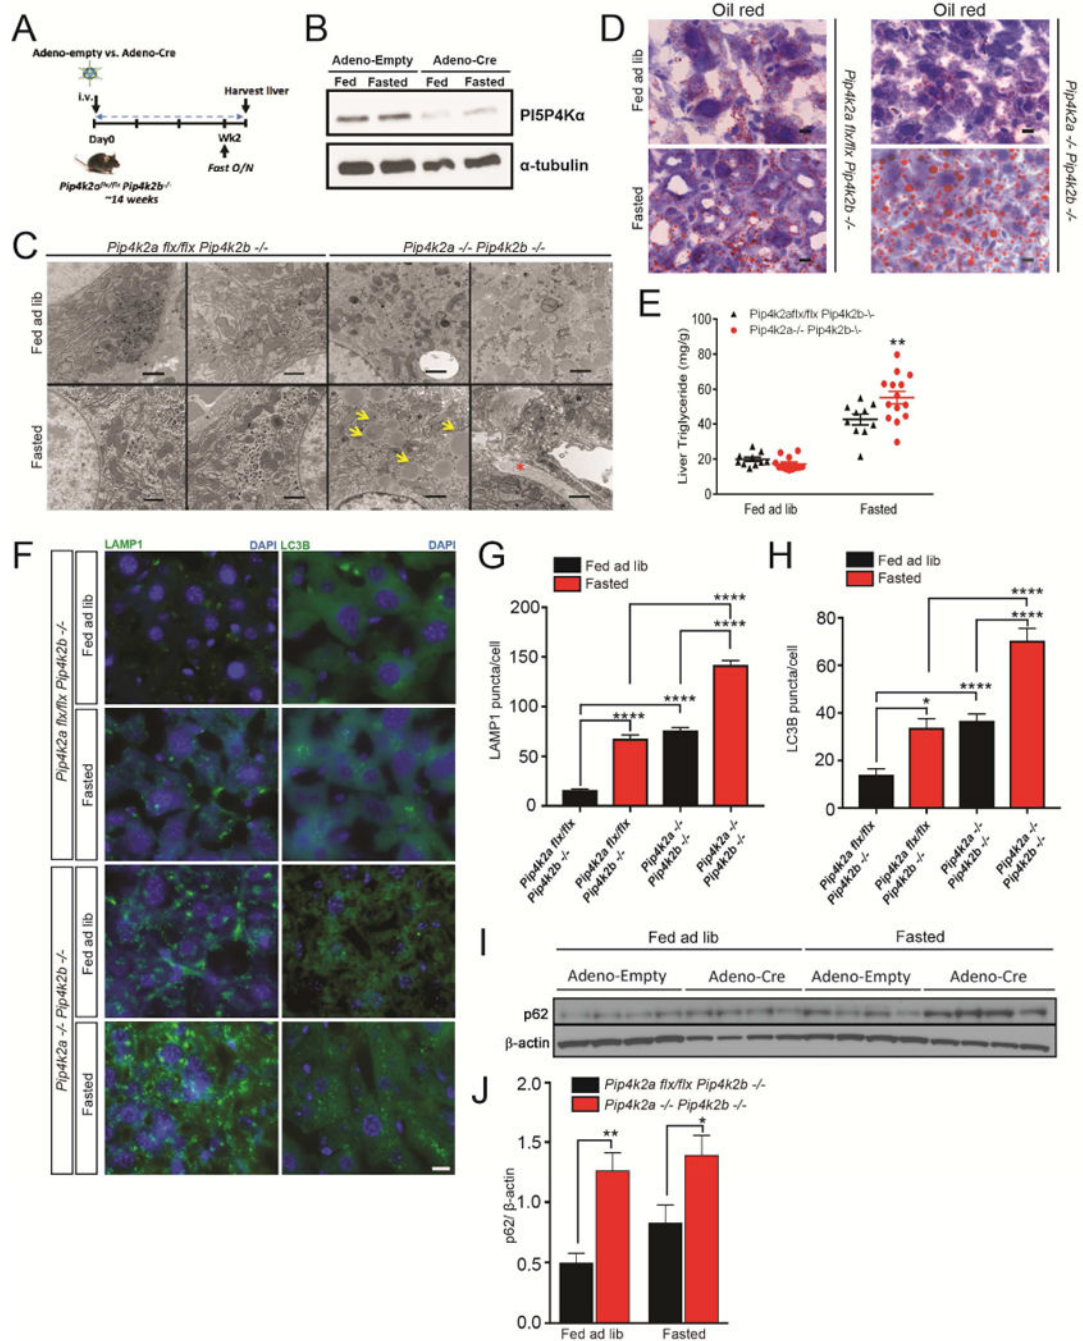 A
Adeno-empty vs. Adeno-Cre
i.v.
Harvest liver
Day0
Wk2
Fast O/N
Pip4k2a flx/flx Pip4k2b-/-
~14 weeks
B
Adeno-Empty Adeno-Cre
Fed Fasted Fed Fasted
PI5P4Kα
α-tubulin
C
Pip4k2a flx/flx Pip4k2b -/- Pip4k2a -/- Pip4k2b -/-
Fed ad lib
Fasted
*
D
Oil red Oil red
Fed ad lib
Fasted
Pip4k2a flx/flx Pip4k2b -/-
Pip4k2a -/- Pip4k2b -/-
E
Pip4k2aflx/flx Pip4k2b-\-
Pip4k2a-/- Pip4k2b-\-
Liver Triglyceride (mg/g)
100
80
60
40
20
0
**
Fed ad lib Fasted
F
LAMP1 DAPI LC3B DAPI
Pip4k2a flx/flx Pip4k2b -/-
Fed ad lib
Fasted
Pip4k2a -/- Pip4k2b -/-
Fed ad lib
Fasted
G
Fed ad lib
Fasted
LAMP1 puncta/cell
200
150
100
50
0
****
****
****
****
Pip4k2a flx/flx
Pip4k2b -/-
Pip4k2a flx/flx
Pip4k2b -/-
Pip4k2a -/-
Pip4k2b -/-
Pip4k2a -/-
Pip4k2b -/-
H
Fed ad lib
Fasted
LC3B puncta/cell
80
60
40
20
0
****
****
****
*
Pip4k2a flx/flx
Pip4k2b -/-
Pip4k2a flx/flx
Pip4k2b -/-
Pip4k2a -/-
Pip4k2b -/-
Pip4k2a -/-
Pip4k2b -/-
I
Fed ad lib Fasted
Adeno-Empty Adeno-Cre Adeno-Empty Adeno-Cre
p62
β-actin
J
Pip4k2a flx/flx Pip4k2b -/-
Pip4k2a -/- Pip4k2b -/-
p62/ β-actin
2.0
1.5
1.0
0.5
0.0
**
*
Fed ad lib Fasted